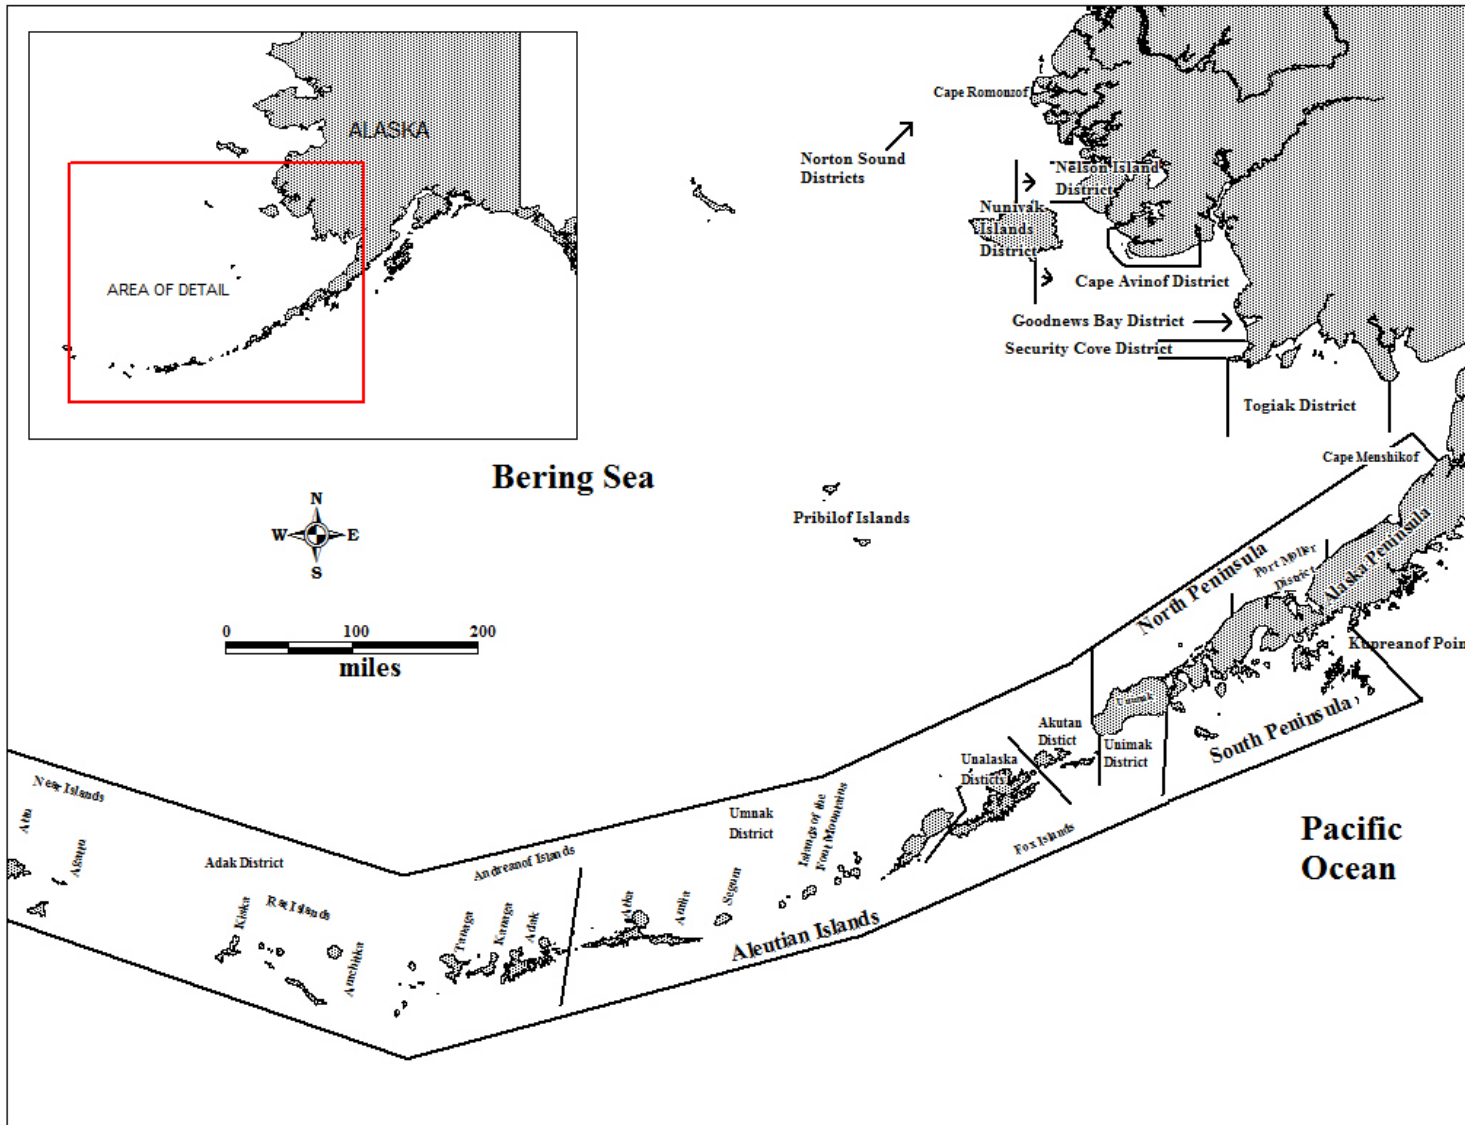 ALASKA
AREA OF DETAIL
Cape Romonzof
Norton Sound
Districts
Nelson Island
District
Nunivak
Islands
District
Cape Avinof District
Goodnews Bay District
Security Cove District
Togiak District
Cape Menshikof
Bering Sea
N
W
E
S
Pribilof Islands
0
100
200
miles
North Peninsula
Port Moller
District
Alaska Peninsula
Kupreanof Poin
Unimak
South Peninsula
Akutan
Distict
Unimak
District
Unalaska
Disticts
Fox Islands
Pacific
Ocean
Near Islands
Attu
Agattu
Adak District
Rat Islands
Kiska
Amchitka
Andreanof Islands
Tanaga
Kanaga
Adak
Umnak
District
Islands of the
Four Mountains
Atka
Amlia
Seguam
Aleutian Islands